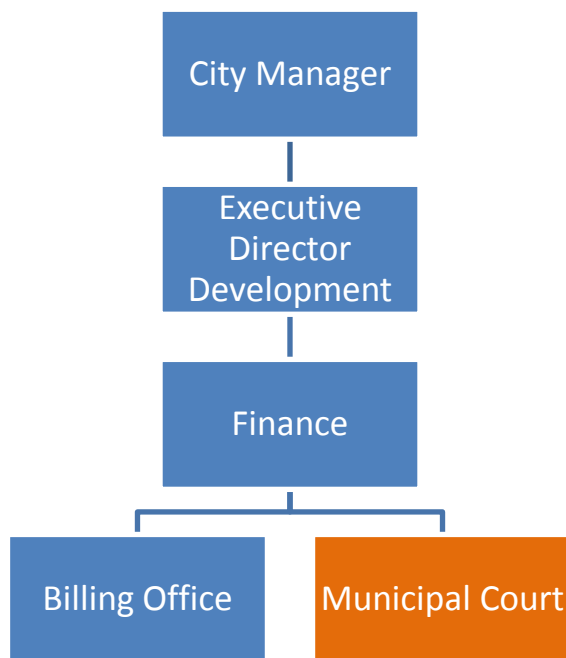 City Manager
Executive
Director
Development
Finance
Billing Office
Municipal Court